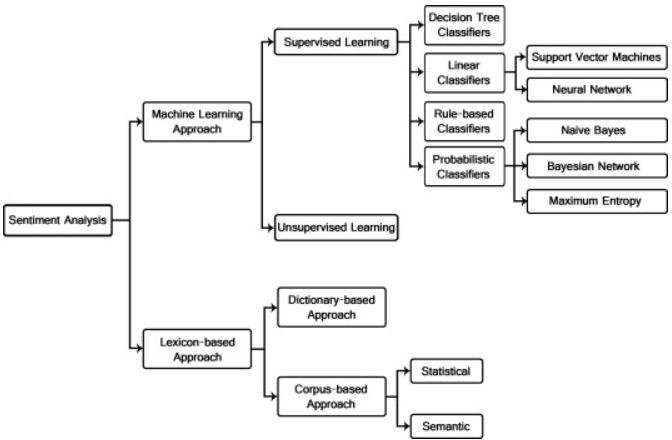 Sentiment Analysis
Machine Learning
Approach
Supervised Learning
Decision Tree
Classifiers
Linear
Classifiers
Support Vector Machines
Neural Network
Rule-based
Classifiers
Probabilistic
Classifiers
Naive Bayes
Bayesian Network
Maximum Entropy
Unsupervised Learning
Lexicon-based
Approach
Dictionary-based
Approach
Corpus-based
Approach
Statistical
Semantic